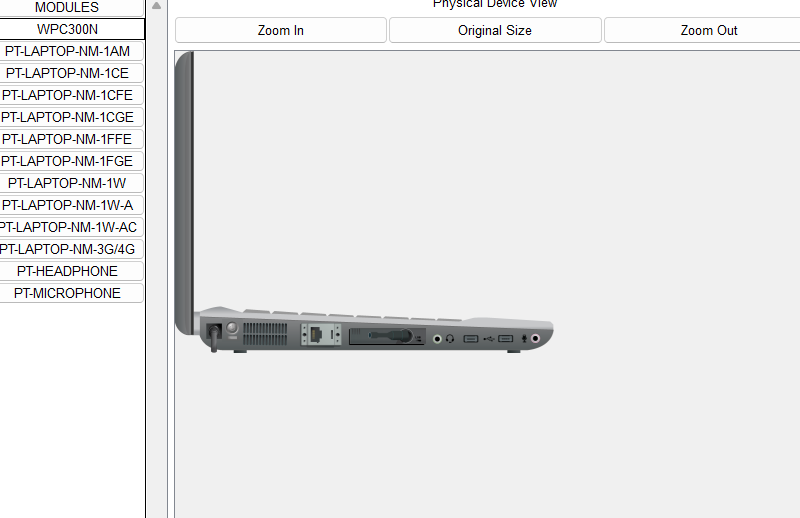 MODULES
WPC300N
PT-LAPTOP-NM-1AM
PT-LAPTOP-NM-1CE
PT-LAPTOP-NM-1CFE
PT-LAPTOP-NM-1CGE
PT-LAPTOP-NM-1FFE
PT-LAPTOP-NM-1FGE
PT-LAPTOP-NM-1W
PT-LAPTOP-NM-1W-A
PT-LAPTOP-NM-1W-AC
PT-LAPTOP-NM-3G/4G
PT-HEADPHONE
PT-MICROPHONE
Physical Device View
Zoom In
Original Size
Zoom Out